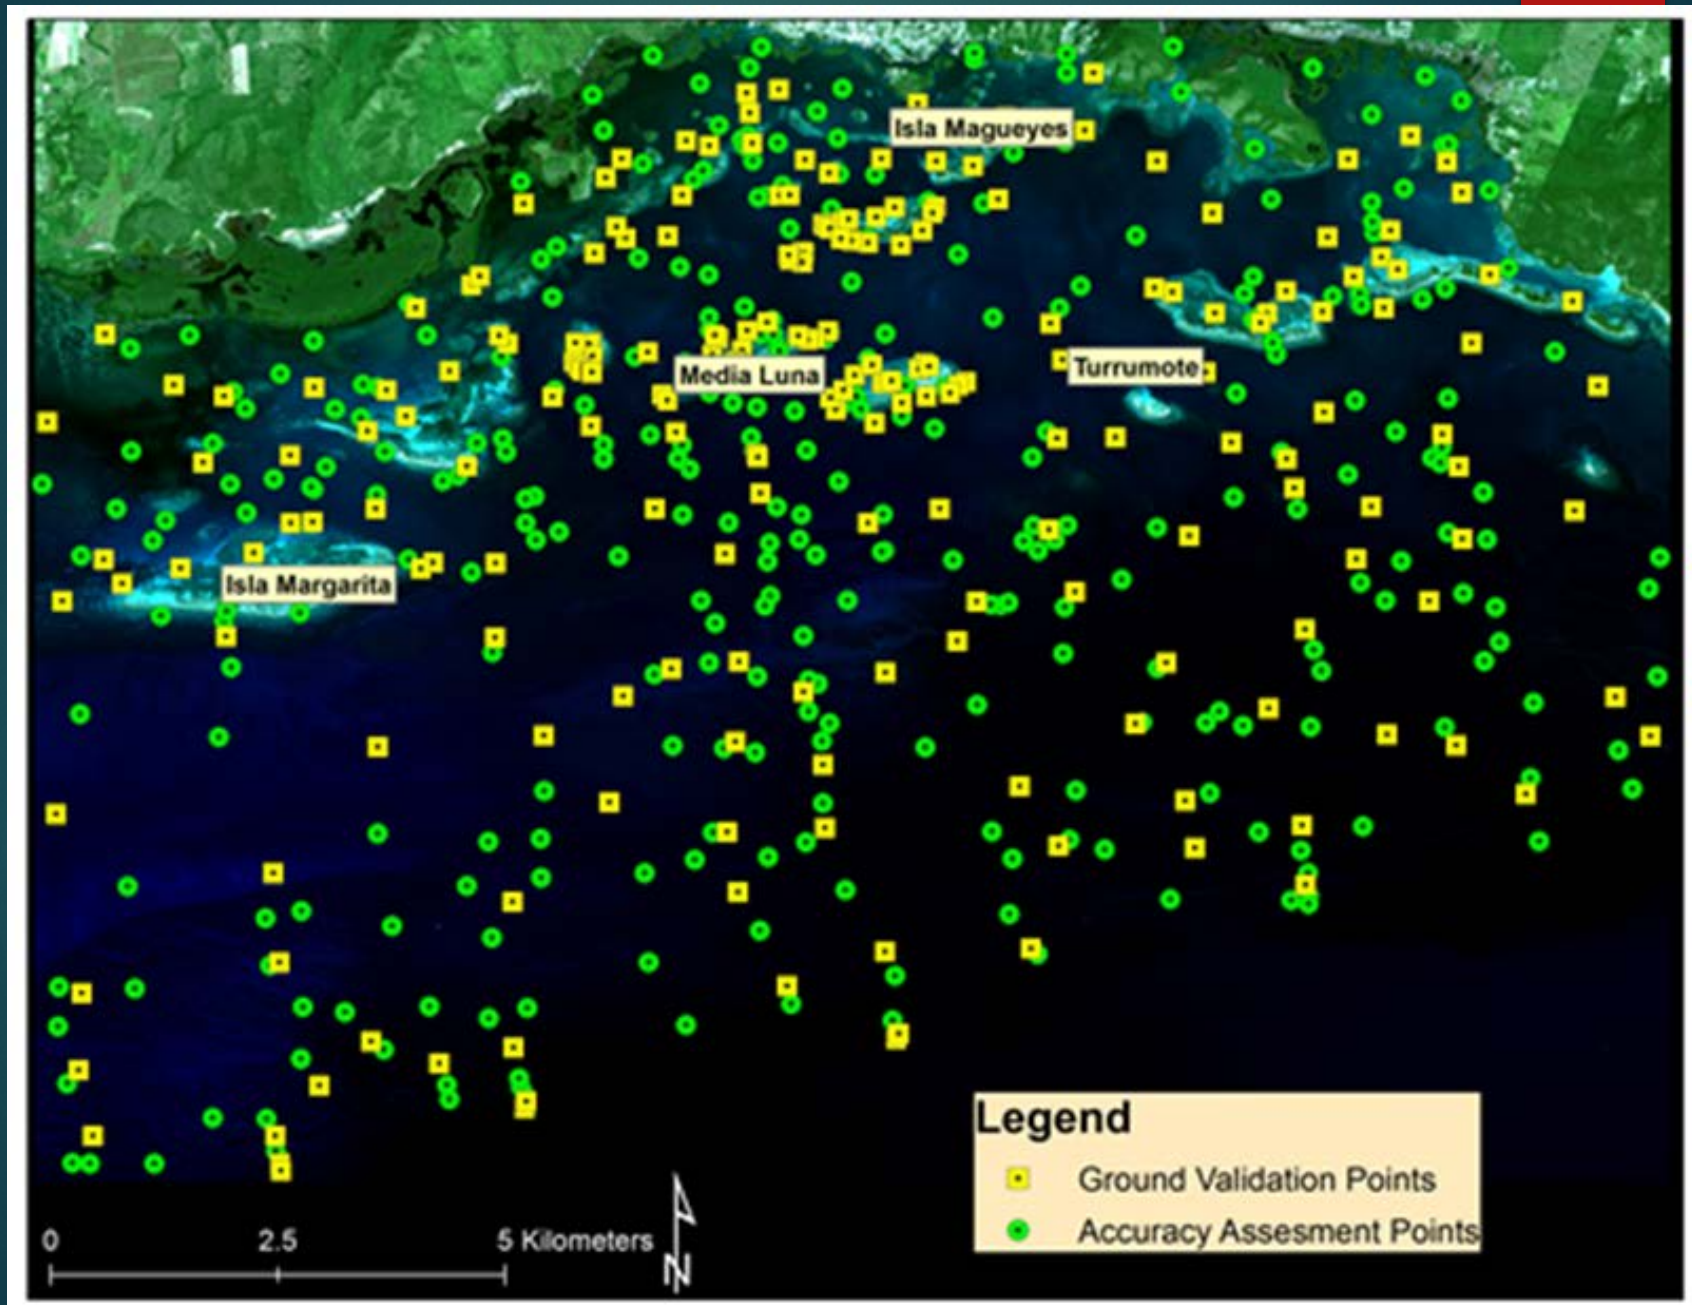 Isla Magueyes
Media Luna
Turrumote
Isla Margarita
Legend
Ground Validation Points
Accuracy Assesment Points
0 2.5 5 Kilometers
N